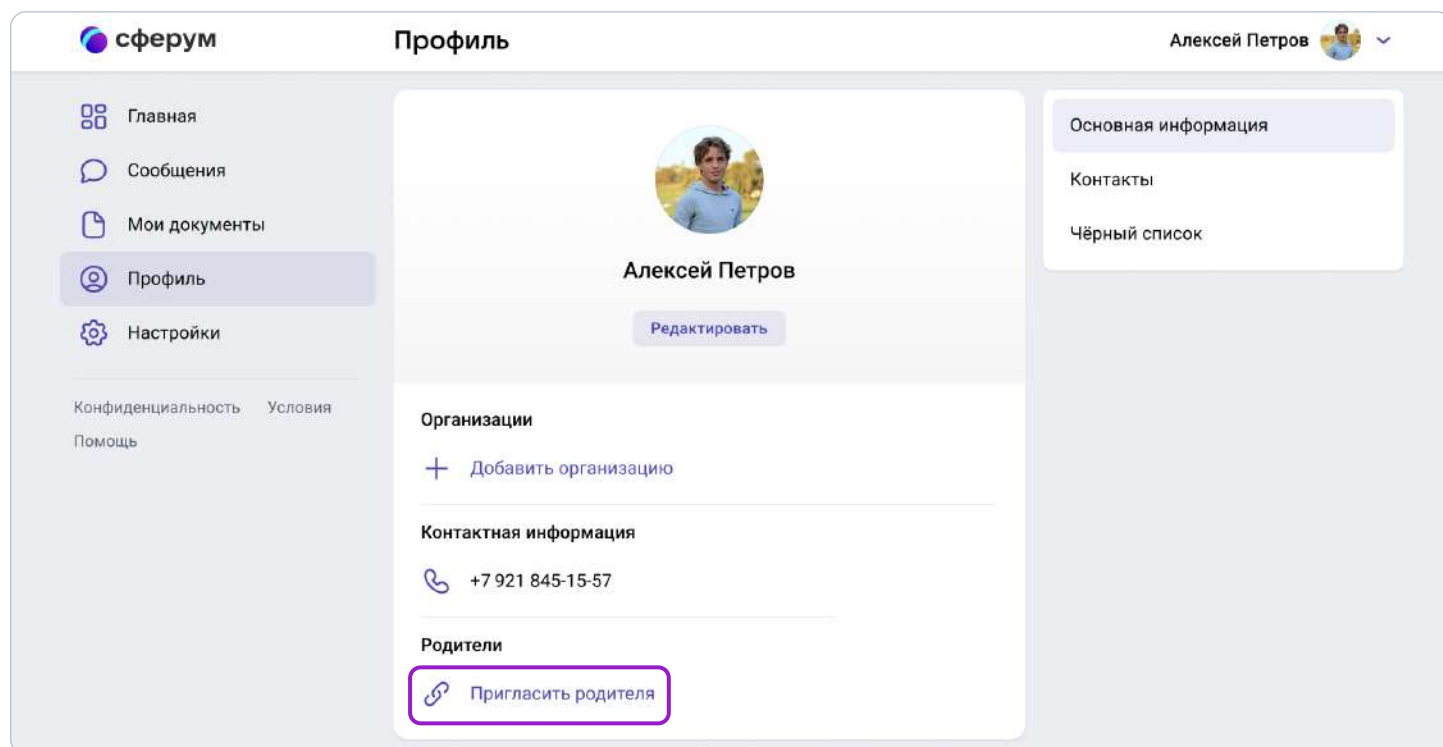 сферум
Профиль
Алексей Петров
Главная
Сообщения
Мои документы
Профиль
Настройки
Конфиденциальность Условия
Помощь
Алексей Петров
Редактировать
Организации
Добавить организацию
Контактная информация
+7 921 845-15-57
Родители
Пригласить родителя
Основная информация
Контакты
Чёрный список